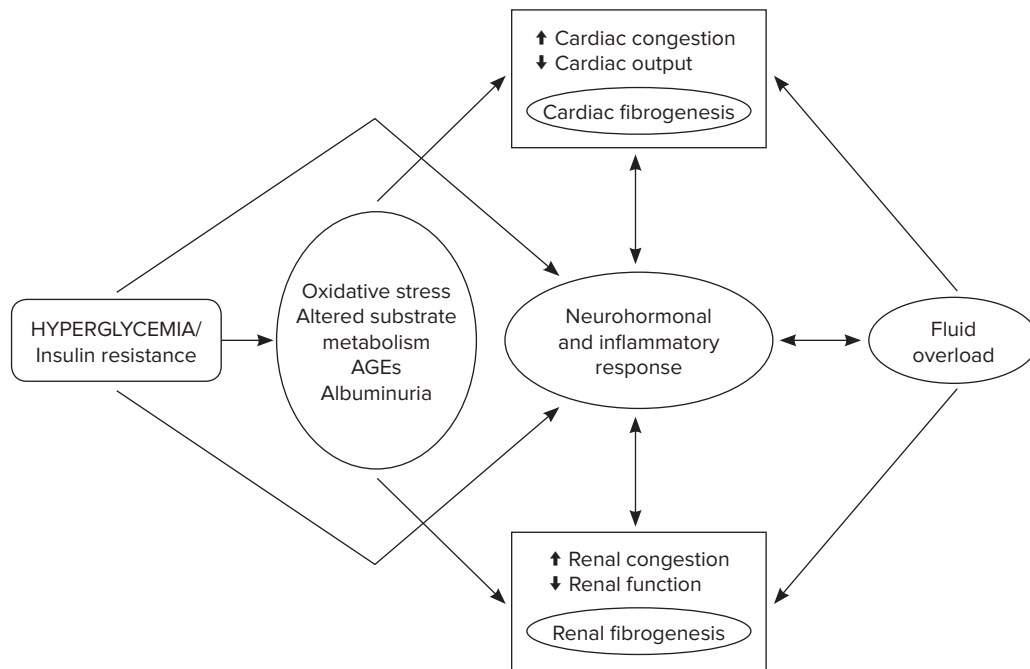 🠅 Cardiac congestion
🠇 Cardiac output
Cardiac fibrogenesis
HYPERGLYCEMIA/
Insulin resistance
Oxidative stress
Altered substrate
metabolism
AGEs
Albuminuria
Neurohormonal
and inflammatory
response
Fluid
overload
🠅 Renal congestion
🠇 Renal function
Renal fibrogenesis